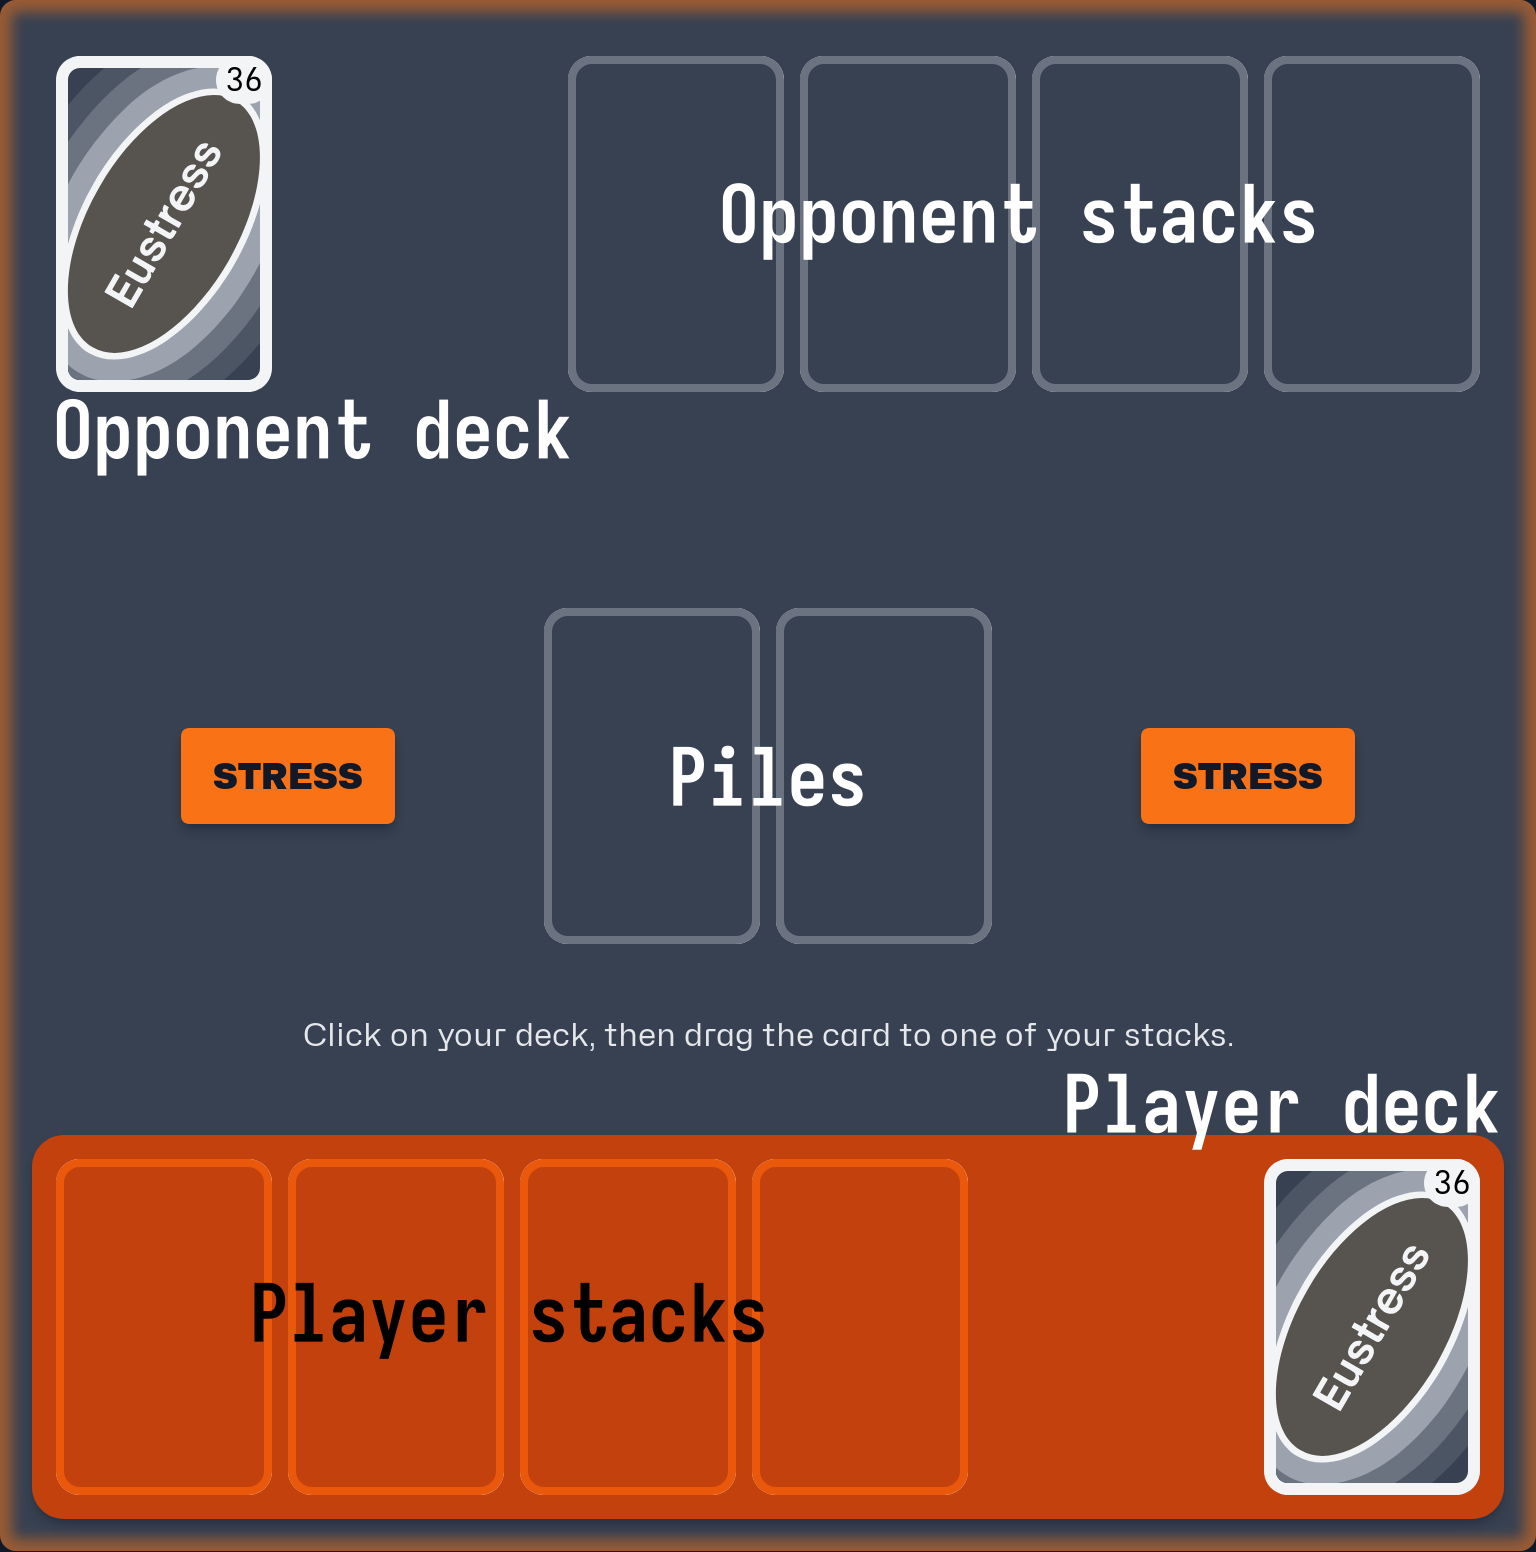 36
Eustress
Opponent stacks
Opponent deck
Piles
STRESS
STRESS
Click on your deck, then drag the card to one of your stacks.
Player deck
Player stacks
36
Eustress